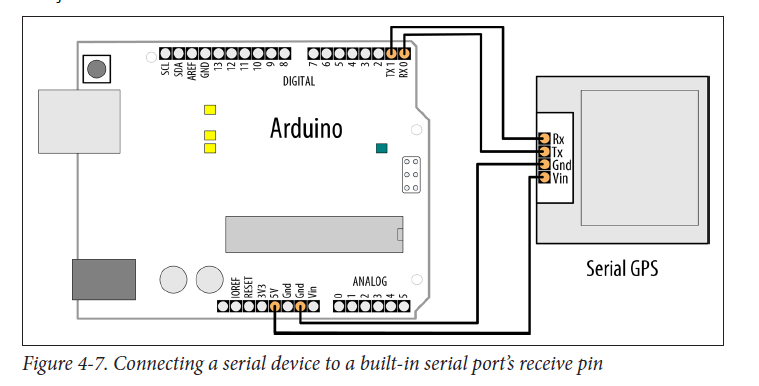 SCL
SDA
AREF
GND
13
12
11
10
9
8
7
6
5
4
3
2
TX 1
RX 0
DIGITAL
Arduino
Rx
Tx
Gnd
Vin
Serial GPS
IOREF
RESET
3V3
5V
Gnd
Gnd
Vin
ANALOG
0
1
2
3
4
5
Figure 4-7. Connecting a serial device to a built-in serial port’s receive pin